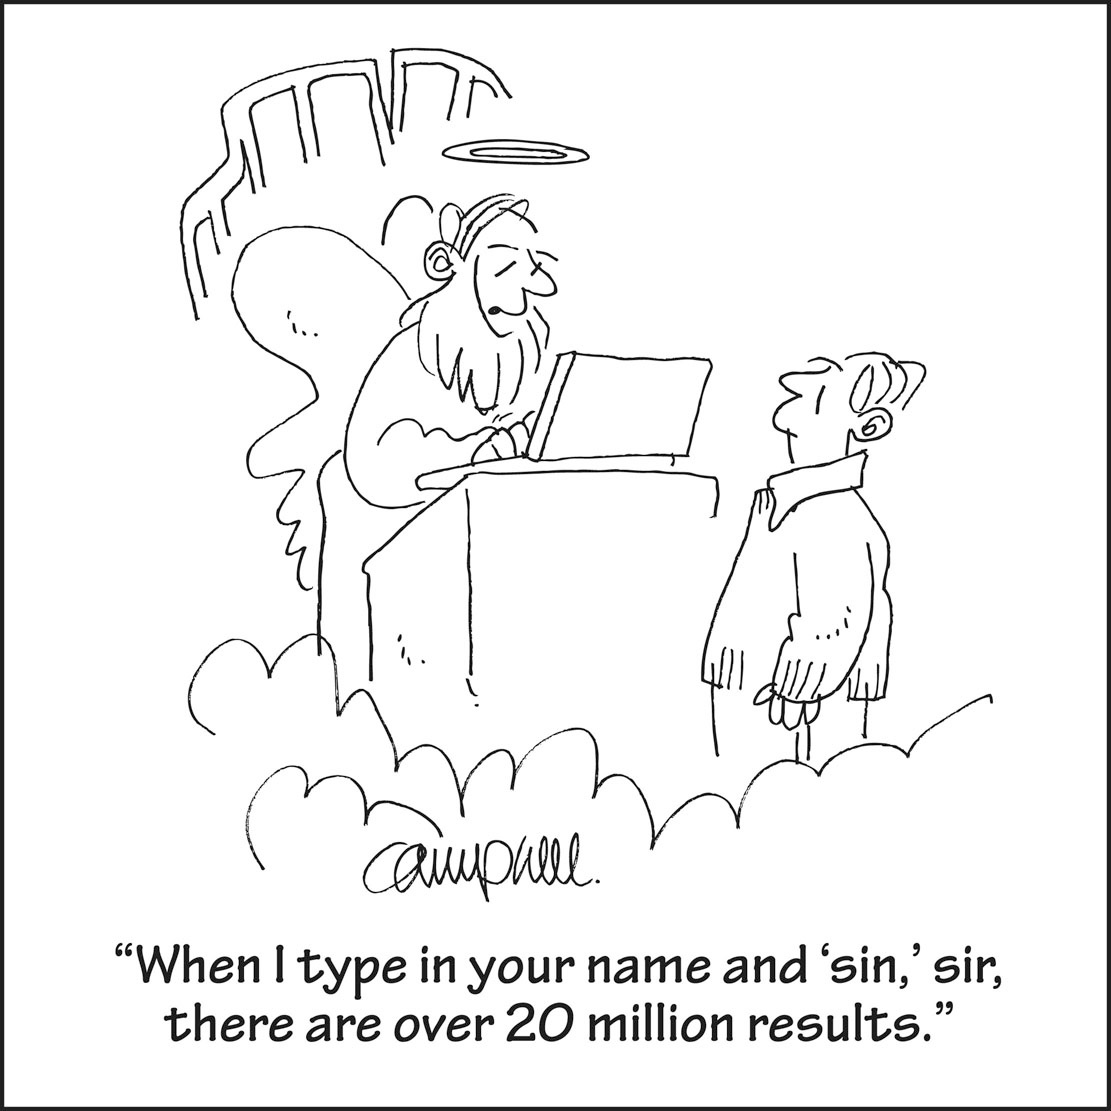 Campbell.
“When I type in your name and ‘sin,’ sir,
there are over 20 million results.”